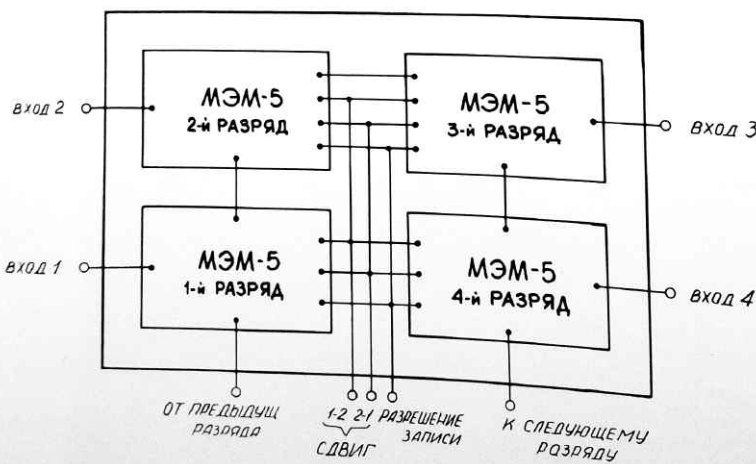 МЭМ-5
2-й РАЗРЯД
МЭМ-5
3-й РАЗРЯД
ВХОД 2
ВХОД 3
МЭМ-5
1-й РАЗРЯД
МЭМ-5
4-й РАЗРЯД
ВХОД 1
ВХОД 4
ОТ ПРЕДЫДУЩ
РАЗРЯДА
1-2 2-1
СДВИГ
РАЗРЕШЕНИЕ
ЗАПИСИ
К СЛЕДУЮЩЕМУ
РАЗРЯДУ